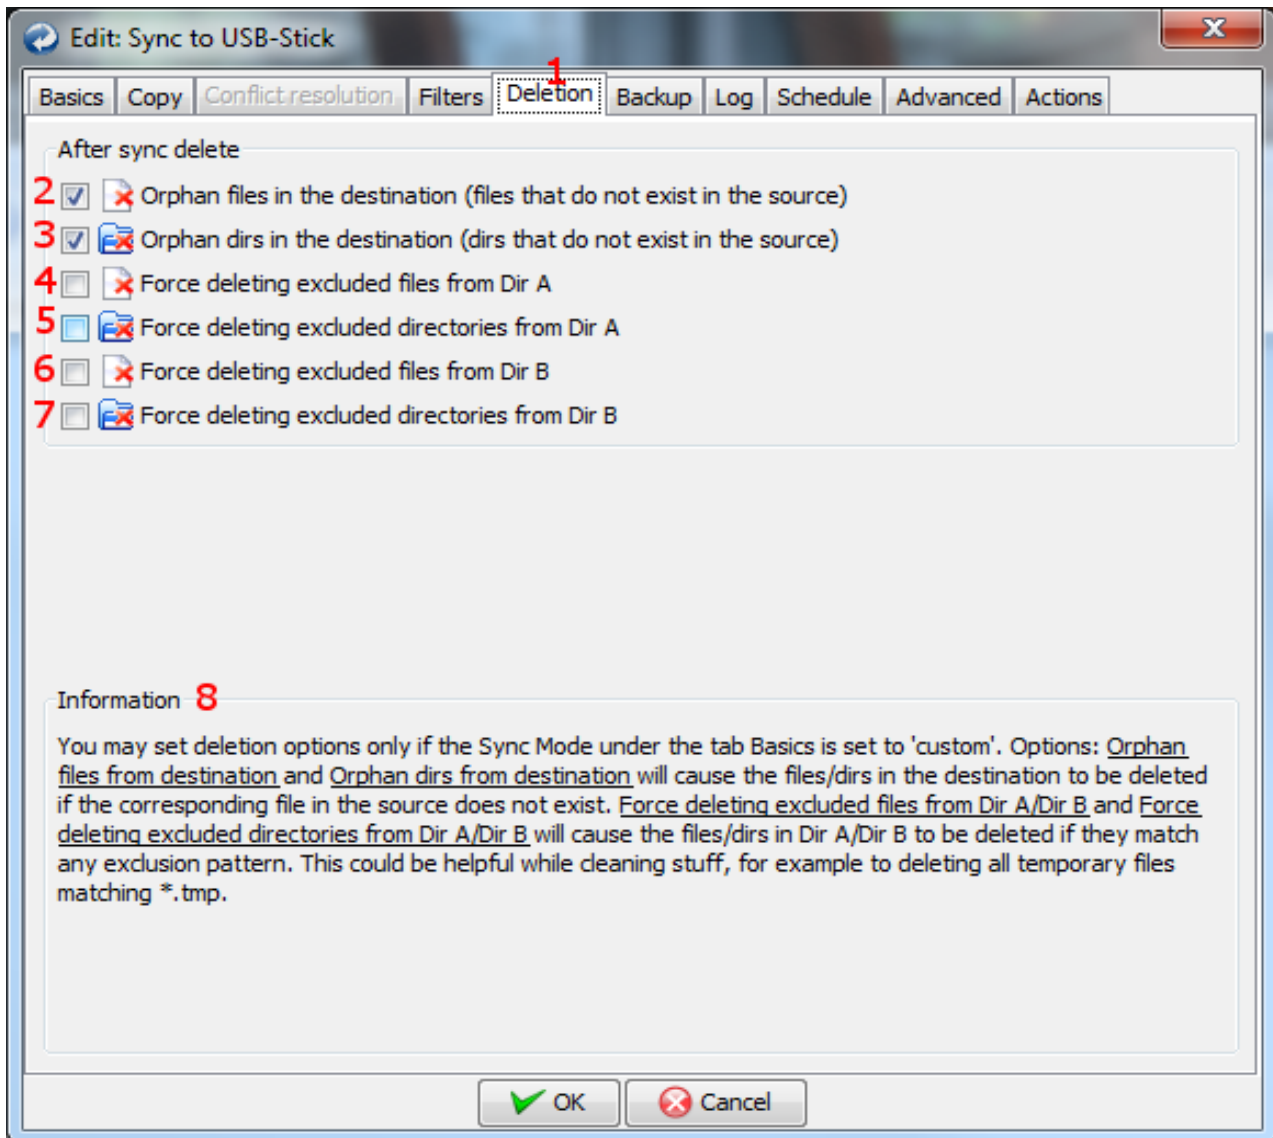 Edit: Sync to USB-Stick
1
Basics Copy Conflict resolution Filters Deletion Backup Log Schedule Advanced Actions
After sync delete
2 Orphan files in the destination (files that do not exist in the source)
3 Orphan dirs in the destination (dirs that do not exist in the source)
4 Force deleting excluded files from Dir A
5 Force deleting excluded directories from Dir A
6 Force deleting excluded files from Dir B
7 Force deleting excluded directories from Dir B
Information 8
You may set deletion options only if the Sync Mode under the tab Basics is set to 'custom'. Options: Orphan
files from destination and Orphan dirs from destination will cause the files/dirs in the destination to be deleted
if the corresponding file in the source does not exist. Force deleting excluded files from Dir A/Dir B and Force
deleting excluded directories from Dir A/Dir B will cause the files/dirs in Dir A/Dir B to be deleted if they match
any exclusion pattern. This could be helpful while cleaning stuff, for example to deleting all temporary files
matching *.tmp.
OK Cancel